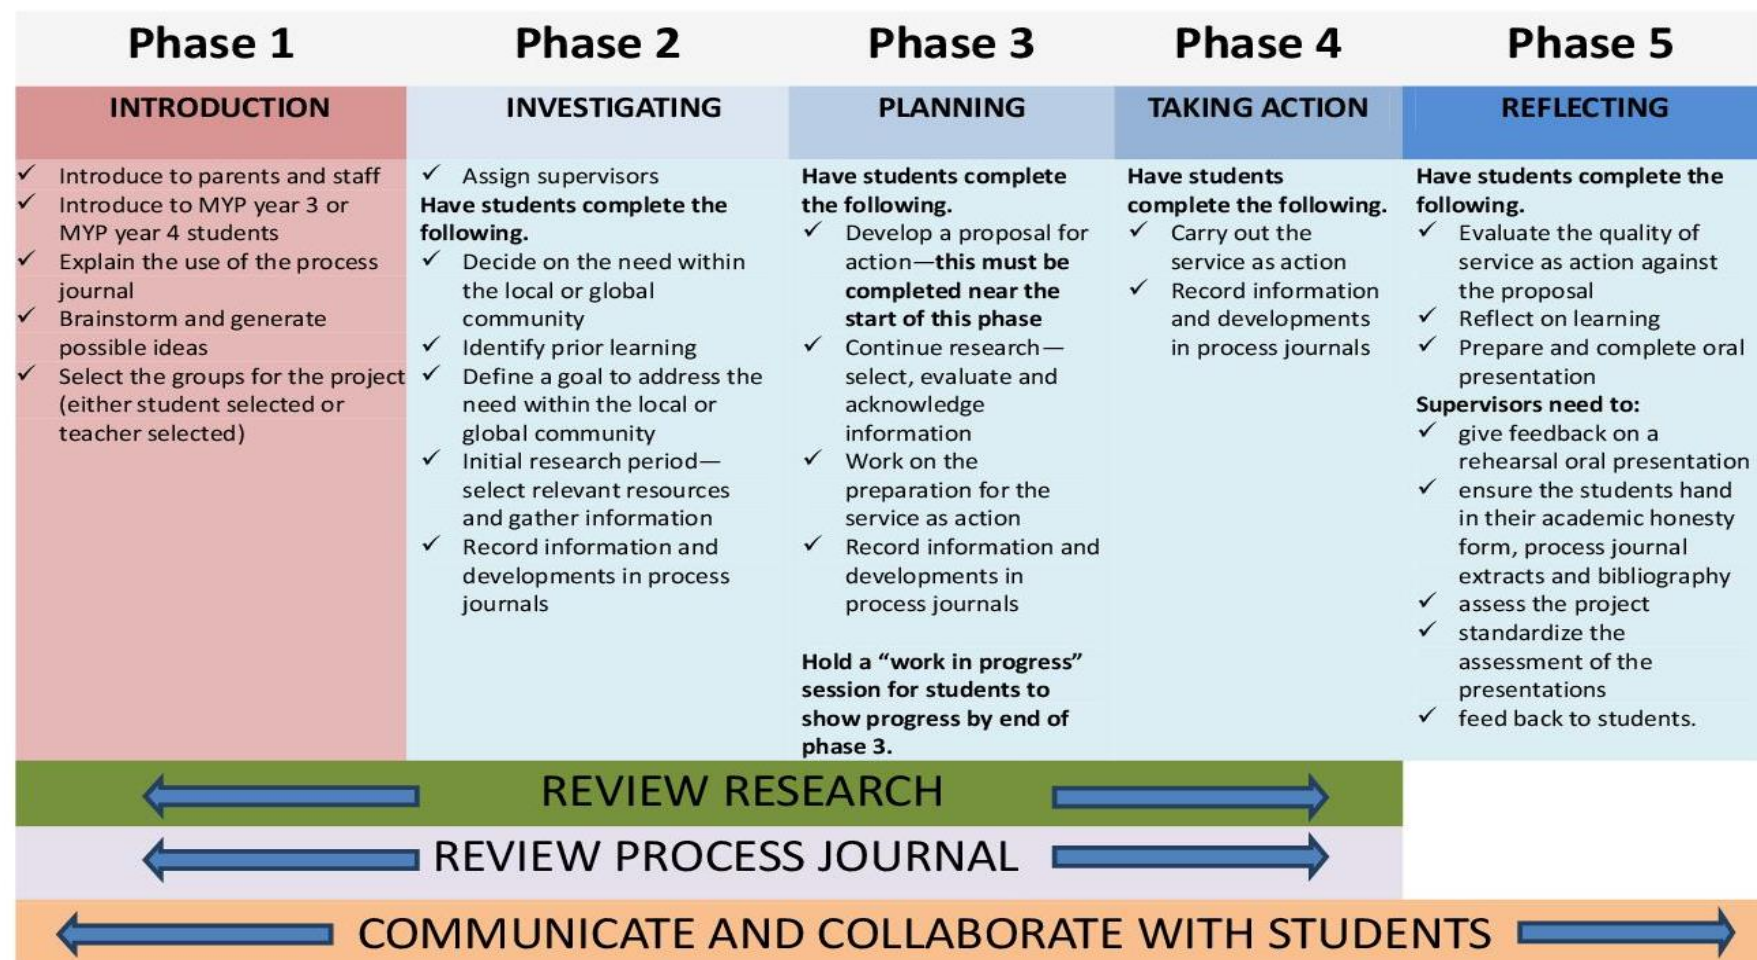 Phase 1
Phase 2
Phase 3
Phase 4
Phase 5
INTRODUCTION
INVESTIGATING
PLANNING
TAKING ACTION
REFLECTING
✓ Introduce to parents and staff
✓ Introduce to MYP year 3 or
MYP year 4 students
✓ Explain the use of the process
journal
✓ Brainstorm and generate
possible ideas
✓ Select the groups for the project
(either student selected or
teacher selected)
✓ Assign supervisors
Have students complete the
following.
✓ Decide on the need within
the local or global
community
✓ Identify prior learning
✓ Define a goal to address the
need within the local or
global community
✓ Initial research period—
select relevant resources
and gather information
✓ Record information and
developments in process
journals
Have students complete
the following.
✓ Develop a proposal for
action—this must be
completed near the
start of this phase
✓ Continue research—
select, evaluate and
acknowledge
information
✓ Work on the
preparation for the
service as action
✓ Record information and
developments in
process journals
Hold a “work in progress”
session for students to
show progress by end of
phase 3.
Have students
complete the following.
✓ Carry out the
service as action
✓ Record information
and developments
in process journals
Have students complete the
following.
✓ Evaluate the quality of
service as action against
the proposal
✓ Reflect on learning
✓ Prepare and complete oral
presentation
Supervisors need to:
✓ give feedback on a
rehearsal oral presentation
✓ ensure the students hand
in their academic honesty
form, process journal
extracts and bibliography
✓ assess the project
✓ standardize the
assessment of the
presentations
✓ feed back to students.
REVIEW RESEARCH
REVIEW PROCESS JOURNAL
COMMUNICATE AND COLLABORATE WITH STUDENTS